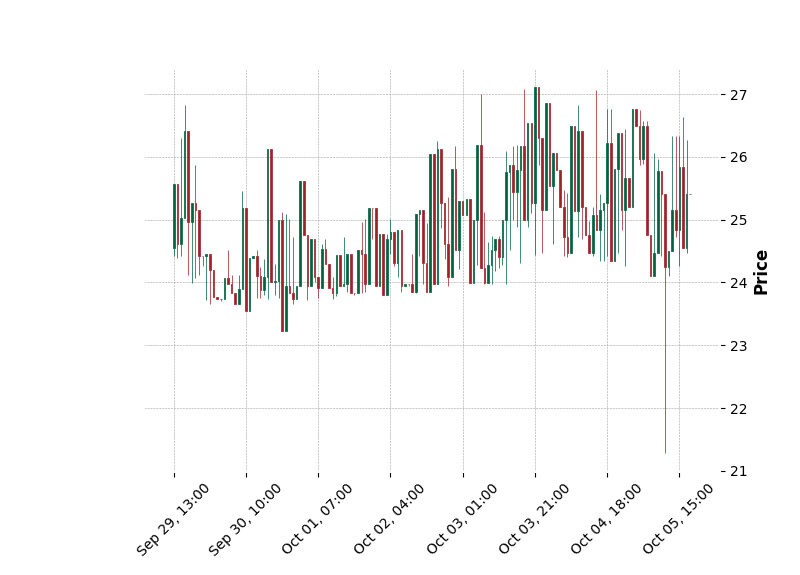 27
26
25
24
23
22
21
Price
Sep 29, 13:00
Sep 30, 10:00
Oct 01, 07:00
Oct 02, 04:00
Oct 03, 01:00
Oct 03, 21:00
Oct 04, 18:00
Oct 05, 15:00